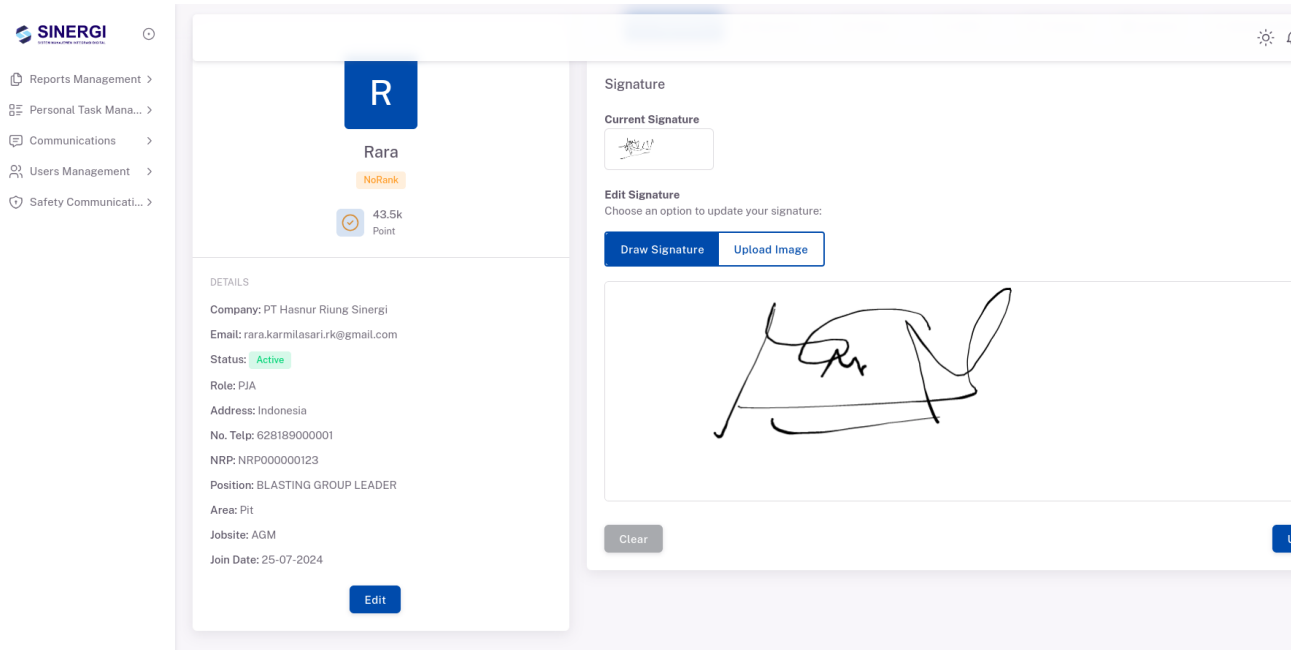 SINERGI
Reports Management
Personal Task Mana...
Communications
Users Management
Safety Communicati...
R
Rara
NoRank
43.5k
Point
DETAILS
Company: PT Hasnur Riung Sinergi
Email: rara.karmilasari.rk@gmail.com
Status: Active
Role: PJA
Address: Indonesia
No. Telp: 628189000001
NRP: NRP000000123
Position: BLASTING GROUP LEADER
Area: Pit
Jobsite: AGM
Join Date: 25-07-2024
Edit
Signature
Current Signature
Edit Signature
Choose an option to update your signature:
Draw Signature
Upload Image
Clear